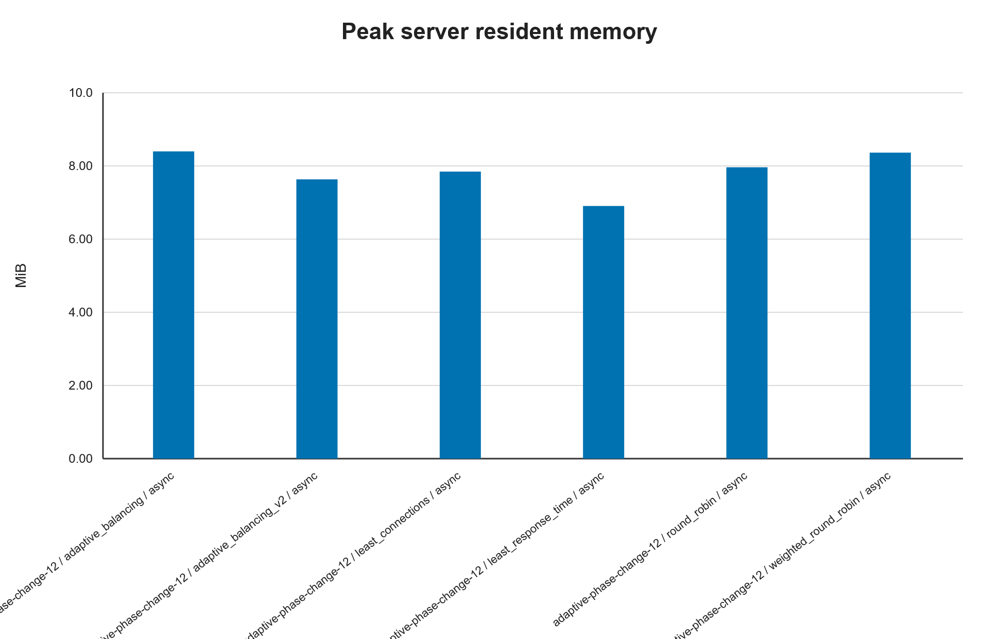 Peak server resident memory
10.0
8.00
6.00
4.00
2.00
0.00
MiB
ase-change-12 / adaptive_balancing / async
ive-phase-change-12 / adaptive_balancing_v2 / async
adaptive-phase-change-12 / least_connections / async
ptive-phase-change-12 / least_response_time / async
adaptive-phase-change-12 / round_robin / async
tive-phase-change-12 / weighted_round_robin / async